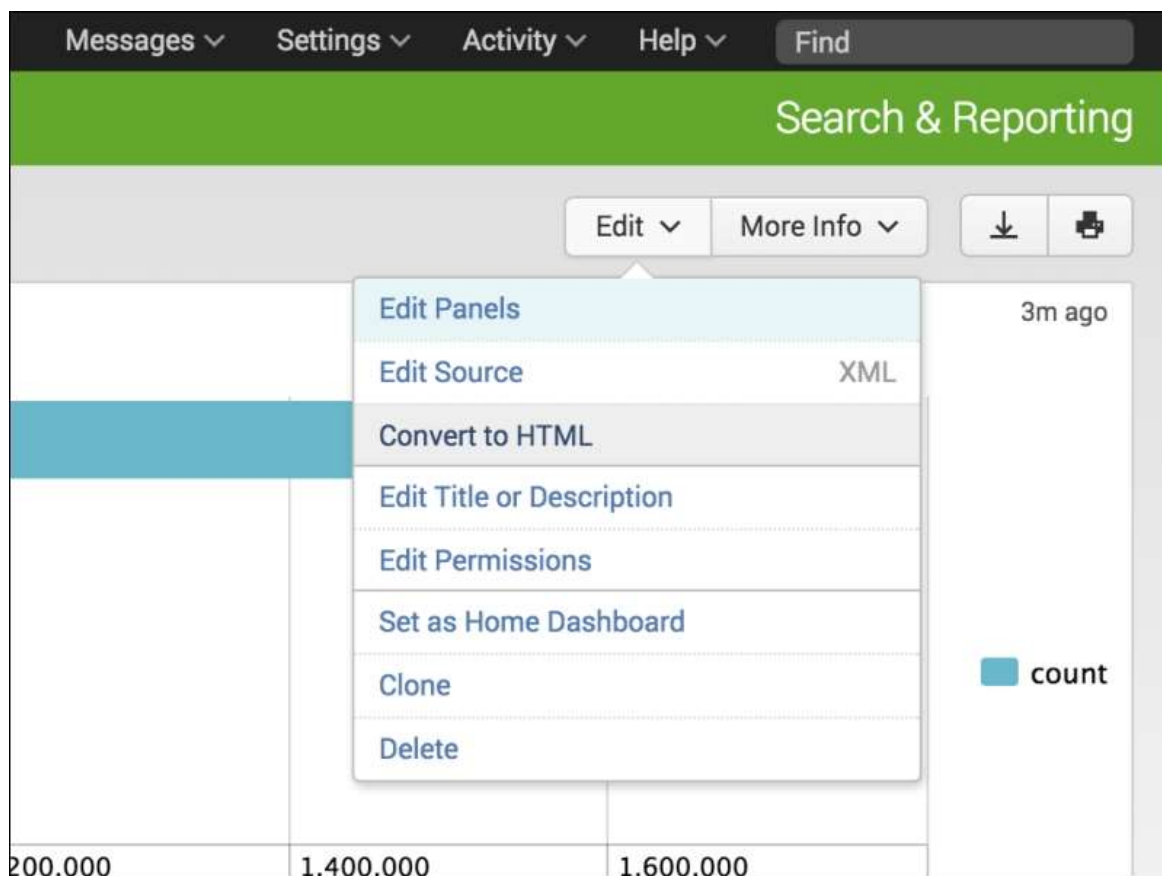 Messages Settings Activity Help Find
Search & Reporting
Edit More Info
Edit Panels
3m ago
Edit Source XML
Convert to HTML
Edit Title or Description
Edit Permissions
Set as Home Dashboard
count
Clone
Delete
200,000 1,400,000 1,600,000